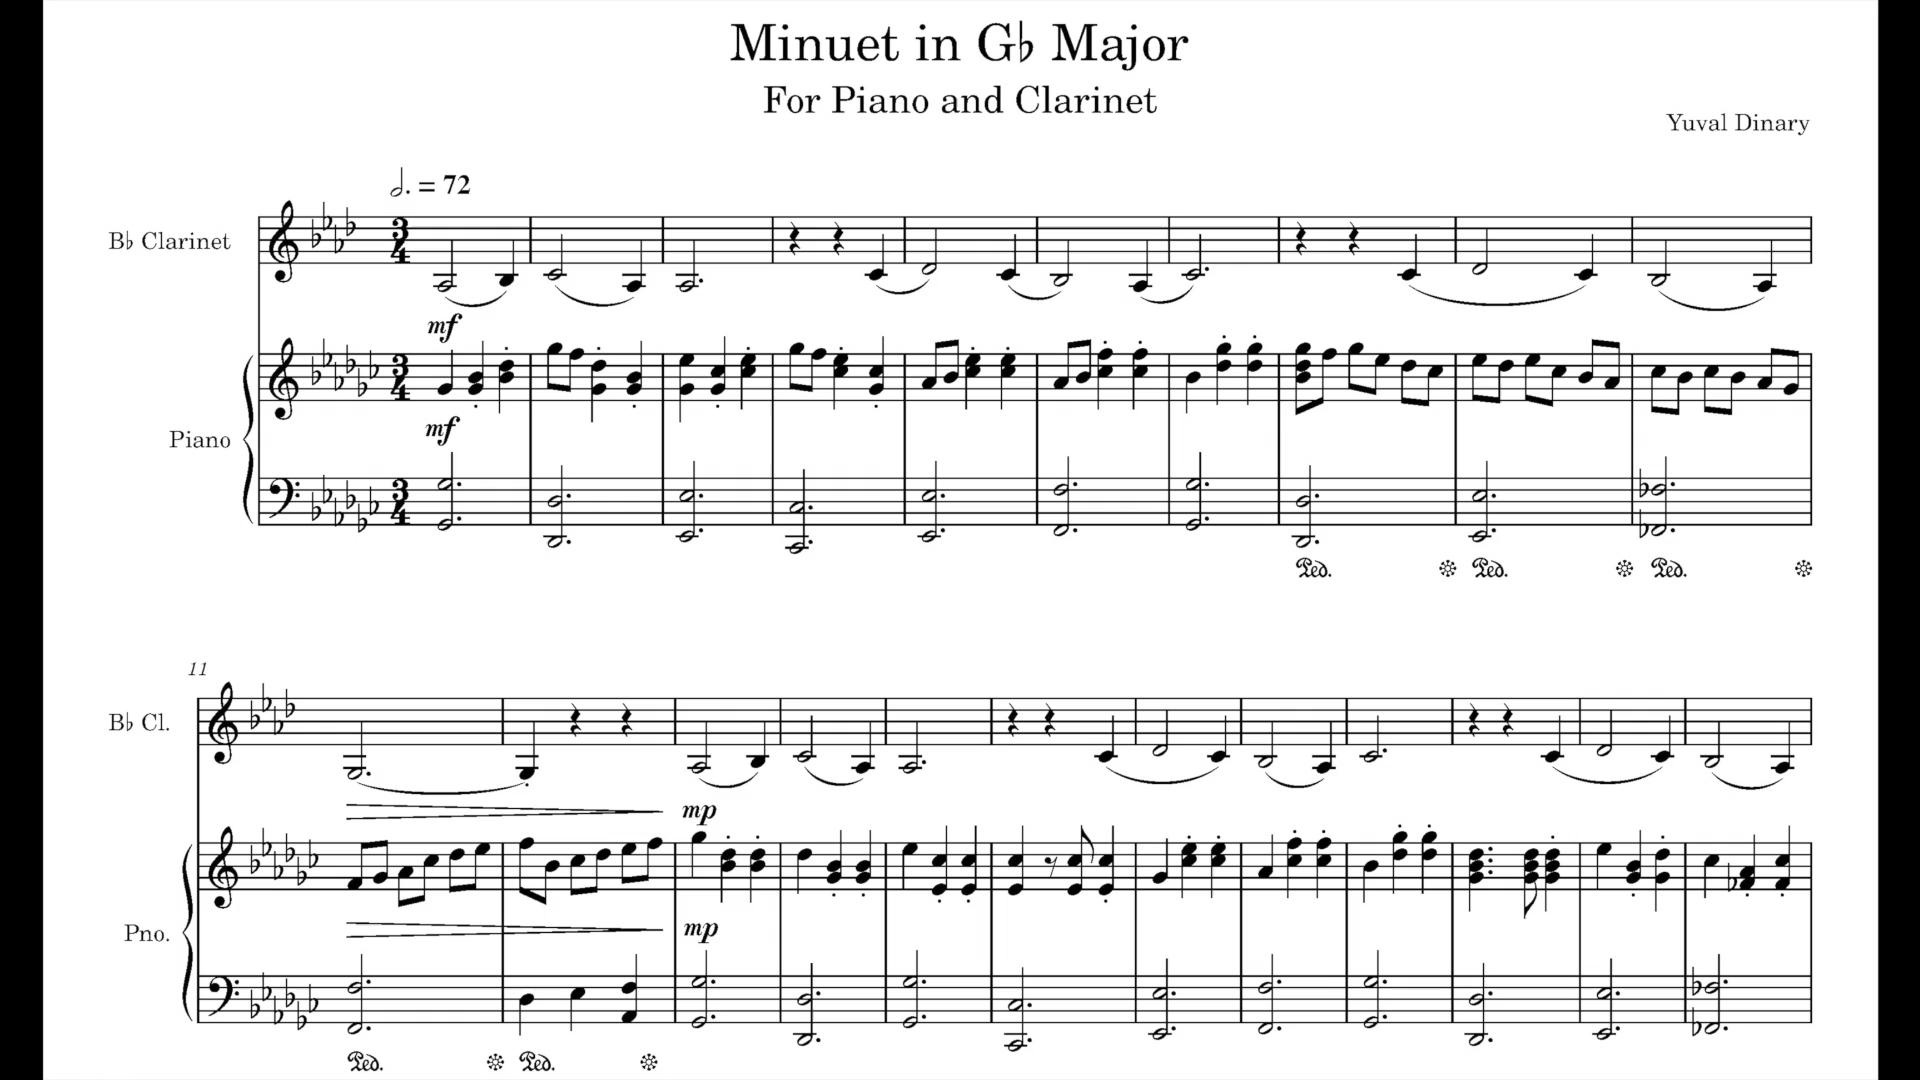 Minuet in G♭ Major
For Piano and Clarinet
Yuval Dinary
𝅗𝅥. = 72
B♭ Clarinet
mf
mf
Piano
Ped. Ped. Ped.
11
B♭ Cl.
mp
Pno.
mp
Ped. Ped.